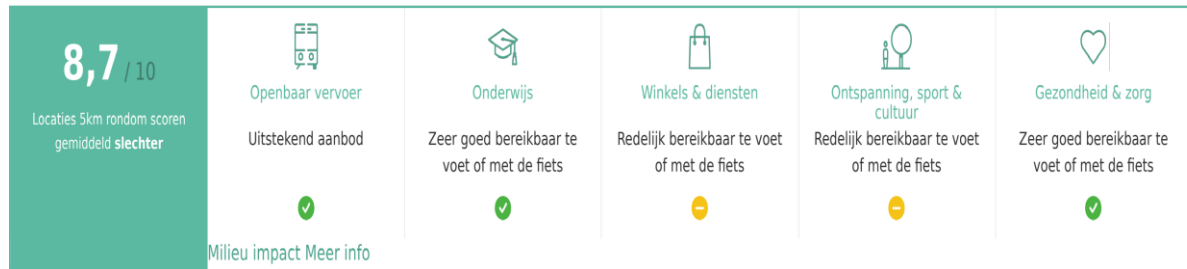 8,7 / 10
Locaties 5km rondom scoren
gemiddeld slechter
Openbaar vervoer
Uitstekend aanbod
Onderwijs
Zeer goed bereikbaar te
voet of met de fiets
Winkels & diensten
Redelijk bereikbaar te voet
of met de fiets
Ontspanning, sport &
cultuur
Redelijk bereikbaar te voet
of met de fiets
Gezondheid & zorg
Zeer goed bereikbaar te
voet of met de fiets
Milieu impact Meer info